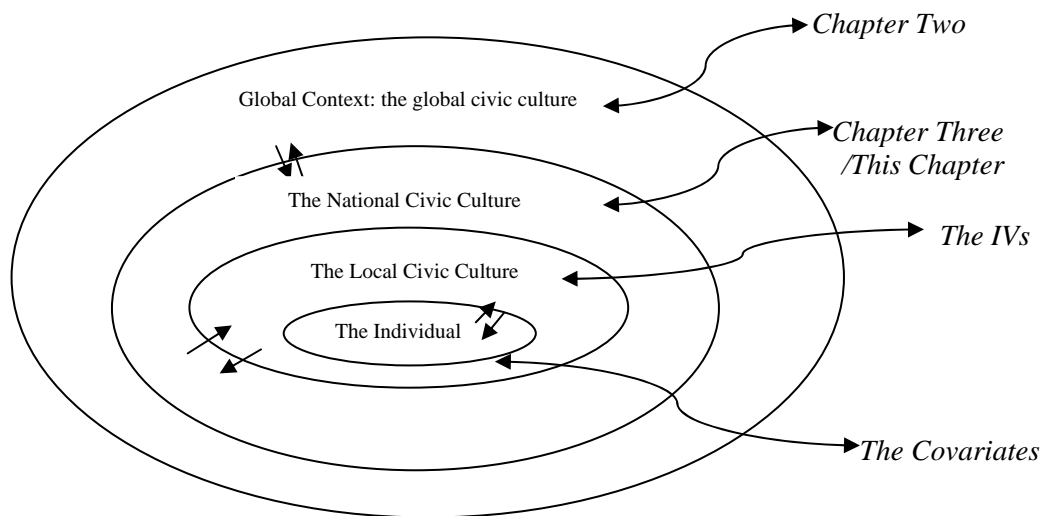 Chapter Two
Global Context: the global civic culture
Chapter Three
/This Chapter
The National Civic Culture
The IVs
The Local Civic Culture
The Individual
The Covariates